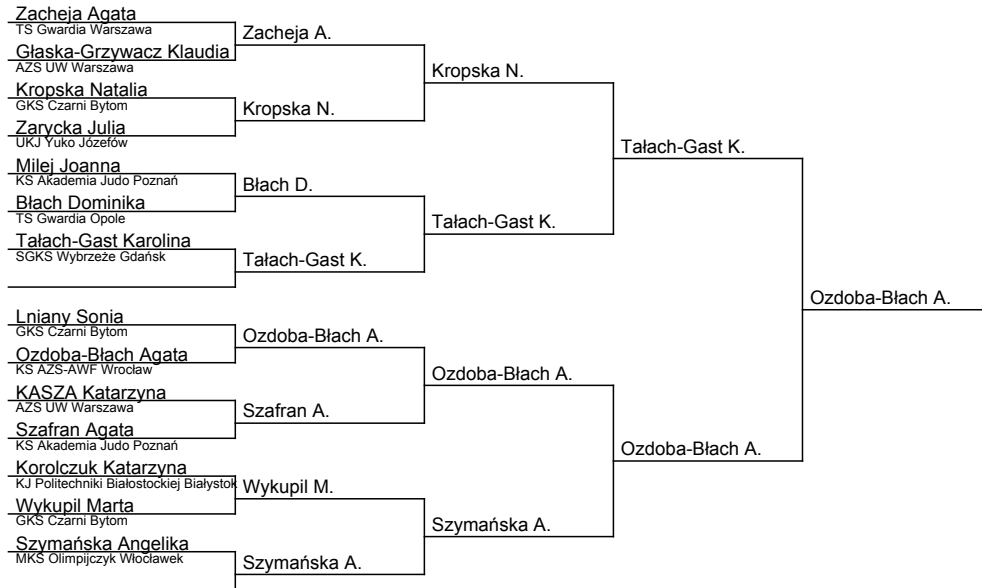 Zacheja Agata
TS Gwardia Warszawa
Głaska-Grzywacz Klaudia
AZS UW Warszawa
Kropska Natalia
GKS Czarni Bytom
Zarycka Julia
UKJ Yuko Józefów
Milej Joanna
KS Akademia Judo Poznań
Błach Dominika
TS Gwardia Opole
Tałach-Gast Karolina
SGKS Wybrzeże Gdańsk
Lniany Sonia
GKS Czarni Bytom
Ozdoba-Błach Agata
KS AZS-AWF Wrocław
KASZA Katarzyna
AZS UW Warszawa
Szafran Agata
KS Akademia Judo Poznań
Korolczuk Katarzyna
KJ Politechniki Białostockiej Białystok
Wykupil Marta
GKS Czarni Bytom
Szymańska Angelika
MKS Olimpijczyk Włocławek
Zacheja A.
Kropska N.
Błach D.
Tałach-Gast K.
Ozdoba-Błach A.
Szafran A.
Wykupil M.
Szymańska A.
Kropska N.
Tałach-Gast K.
Ozdoba-Błach A.
Szymańska A.
Tałach-Gast K.
Ozdoba-Błach A.
Ozdoba-Błach A.